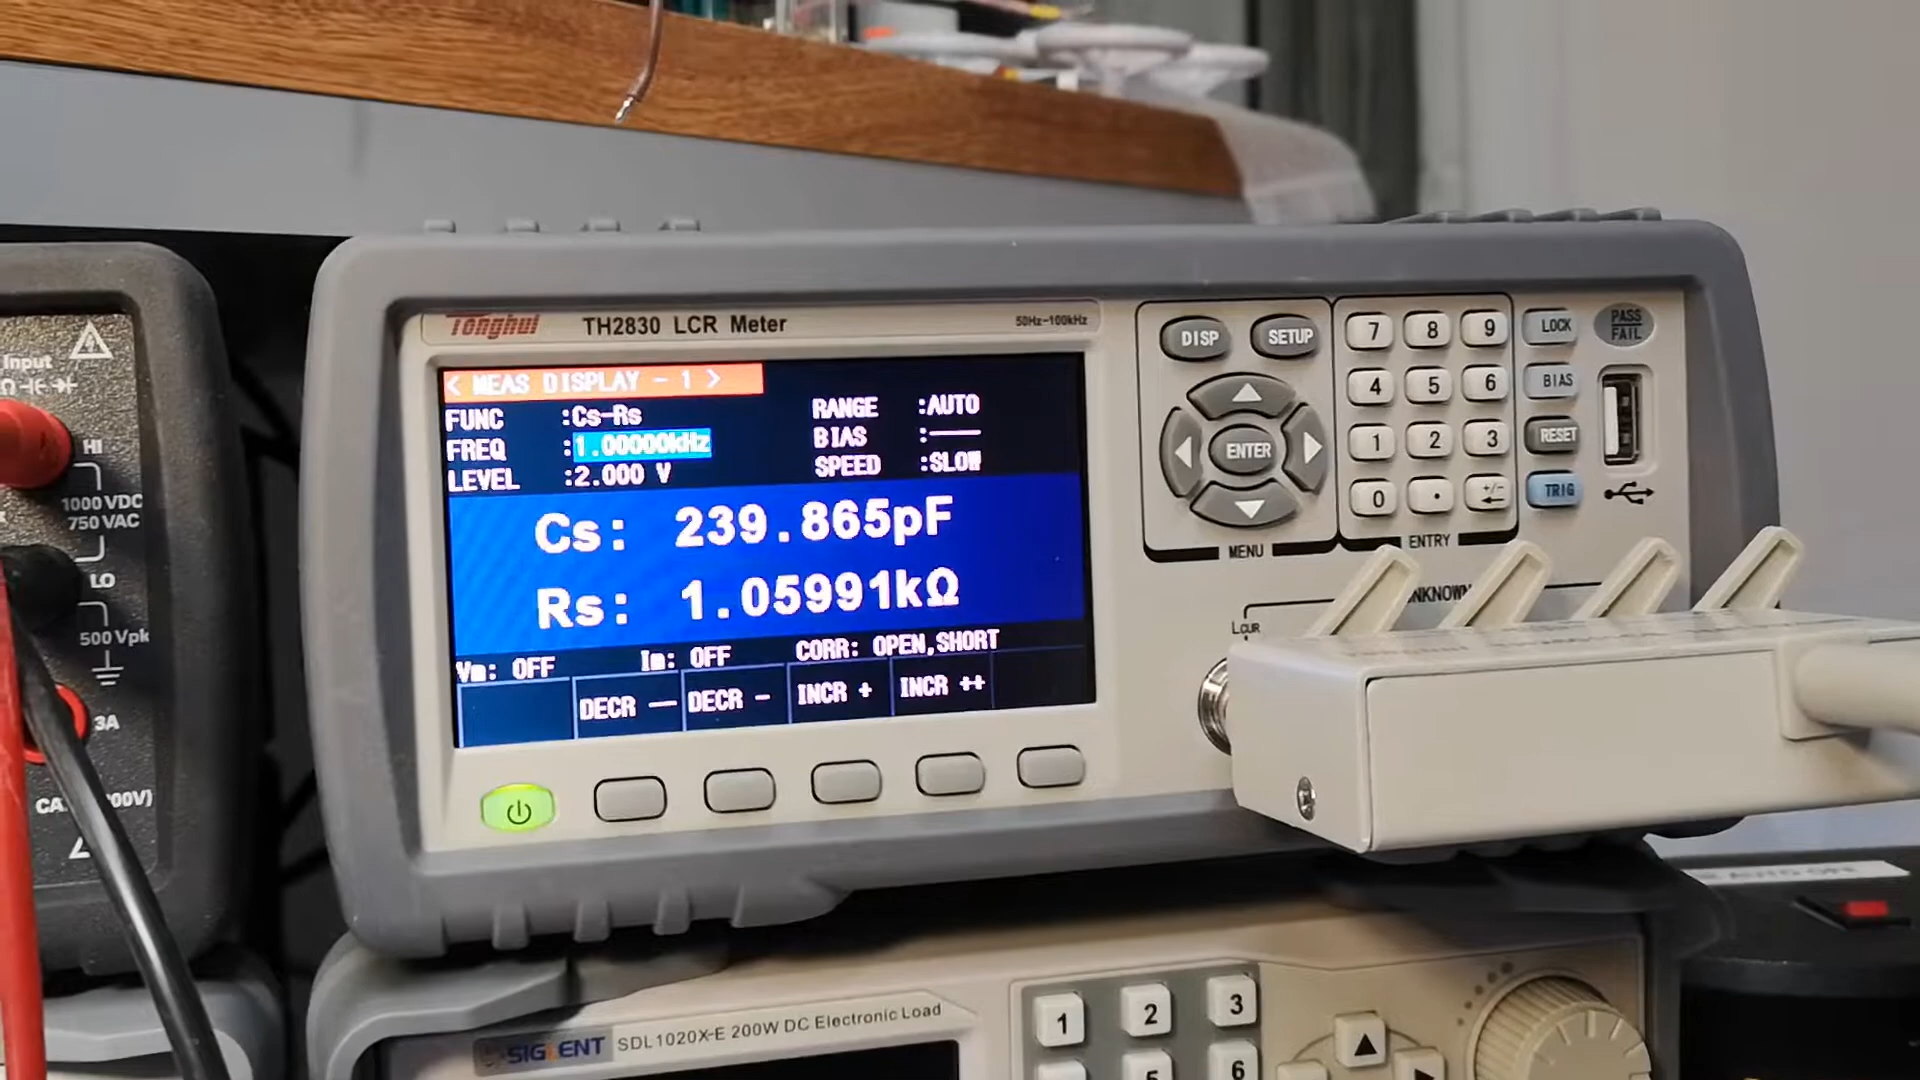 Tonghui TH2830 LCR Meter 50Hz-100kHz
< MEAS DISPLAY - 1 >
FUNC :Cs-Rs RANGE :AUTO
FREQ :1.00000kHz BIAS :----
LEVEL :2.000 V SPEED :SLOW
Cs: 239.865pF
Rs: 1.05991kΩ
Vm: OFF Im: OFF CORR: OPEN,SHORT
DECR -- DECR - INCR + INCR ++
DISP SETUP
ENTER
MENU
7 8 9
4 5 6
1 2 3
0 . +/- ←
ENTRY
LOCK
BIAS
RESET
TRIG
PASS
FAIL
LCUR
Input
HI
1000 VDC
750 VAC
LO
500 Vpk
3A
SIGLENT SDL1020X-E 200W DC Electronic Load
1 2 3
5 6